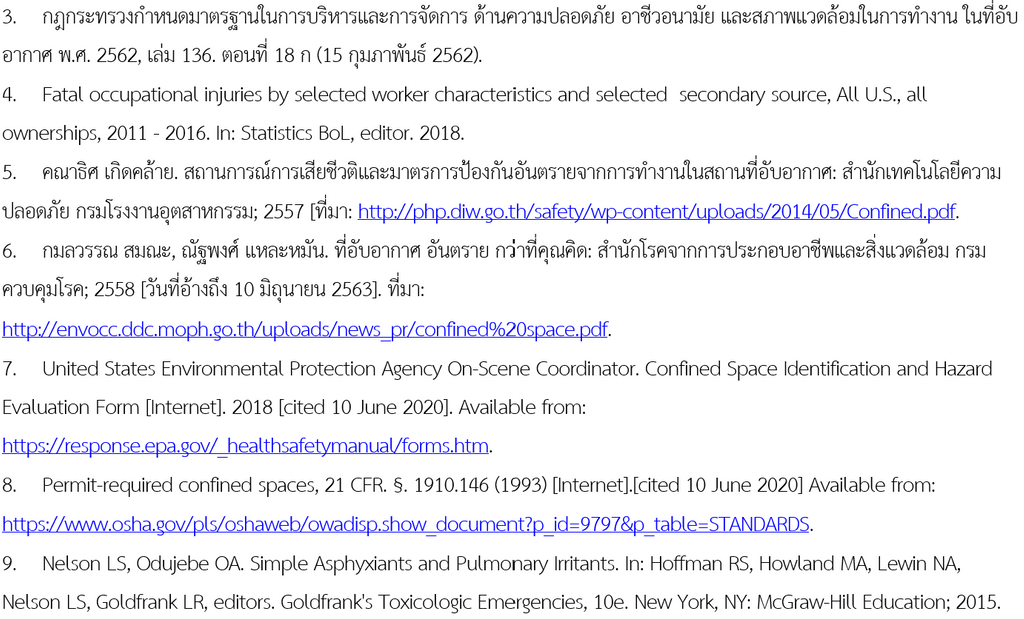 3. กฎกระทรวงกำหนดมาตรฐานในการบริหารและการจัดการ ด้านความปลอดภัย อาชีวอนามัย และสภาพแวดล้อมในการทำงาน ในที่อับ
อากาศ พ.ศ. 2562, เล่ม 136. ตอนที่ 18 ก (15 กุมภาพันธ์ 2562).
4. Fatal occupational injuries by selected worker characteristics and selected secondary source, All U.S., all
ownerships, 2011 - 2016. In: Statistics BoL, editor. 2018.
5. คณาธิศ เกิดคล้าย. สถานการณ์การเสียชีวติและมาตรการป้องกันอันตรายจากการทำงานในสถานที่อับอากาศ: สำนักเทคโนโลยีความ
ปลอดภัย กรมโรงงานอุตสาหกรรม; 2557 [ที่มา: http://php.diw.go.th/safety/wp-content/uploads/2014/05/Confined.pdf.
6. กมลวรรณ สมณะ, ณัฐพงศ์ แหละหมัน. ที่อับอากาศ อันตราย กว่าที่คุณคิด: สำนักโรคจากการประกอบอาชีพและสิ่งแวดล้อม กรม
ควบคุมโรค; 2558 [วันที่อ้างถึง 10 มิถุนายน 2563]. ที่มา:
http://envocc.ddc.moph.go.th/uploads/news_pr/confined%20space.pdf.
7. United States Environmental Protection Agency On-Scene Coordinator. Confined Space Identification and Hazard
Evaluation Form [Internet]. 2018 [cited 10 June 2020]. Available from:
https://response.epa.gov/_healthsafetymanual/forms.htm.
8. Permit-required confined spaces, 21 CFR. §. 1910.146 (1993) [Internet].[cited 10 June 2020] Available from:
https://www.osha.gov/pls/oshaweb/owadisp.show_document?p_id=9797&p_table=STANDARDS.
9. Nelson LS, Odujebe OA. Simple Asphyxiants and Pulmonary Irritants. In: Hoffman RS, Howland MA, Lewin NA,
Nelson LS, Goldfrank LR, editors. Goldfrank's Toxicologic Emergencies, 10e. New York, NY: McGraw-Hill Education; 2015.